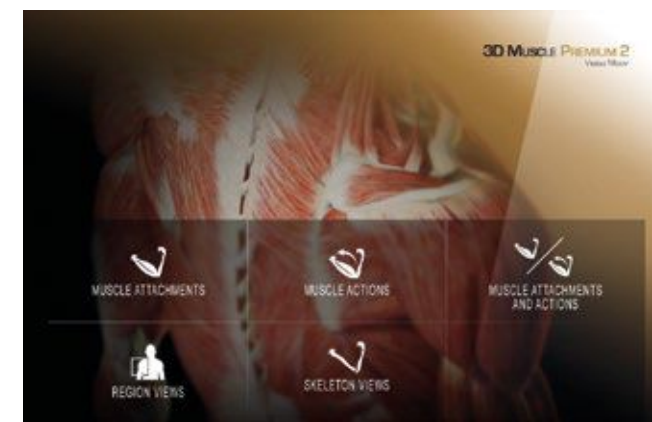 3D MUSCLE PREMIUM 2
MUSCLE ATTACHMENTS
MUSCLE ACTIONS
MUSCLE ATTACHMENTS
AND ACTIONS
REGION VIEWS
SKELETON VIEWS